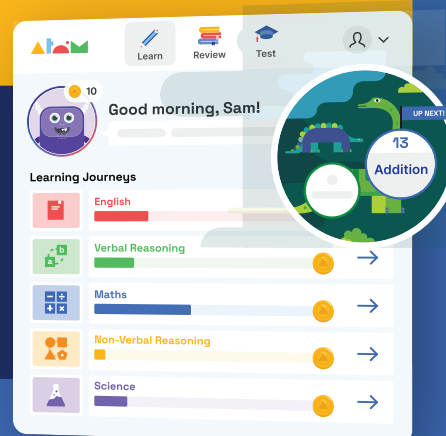 atom
Learn
Review
Test
10
Good morning, Sam!
UP NEXT!
13
Addition
Learning Journeys
English
b
a
Verbal Reasoning
Maths
Non-Verbal Reasoning
Science